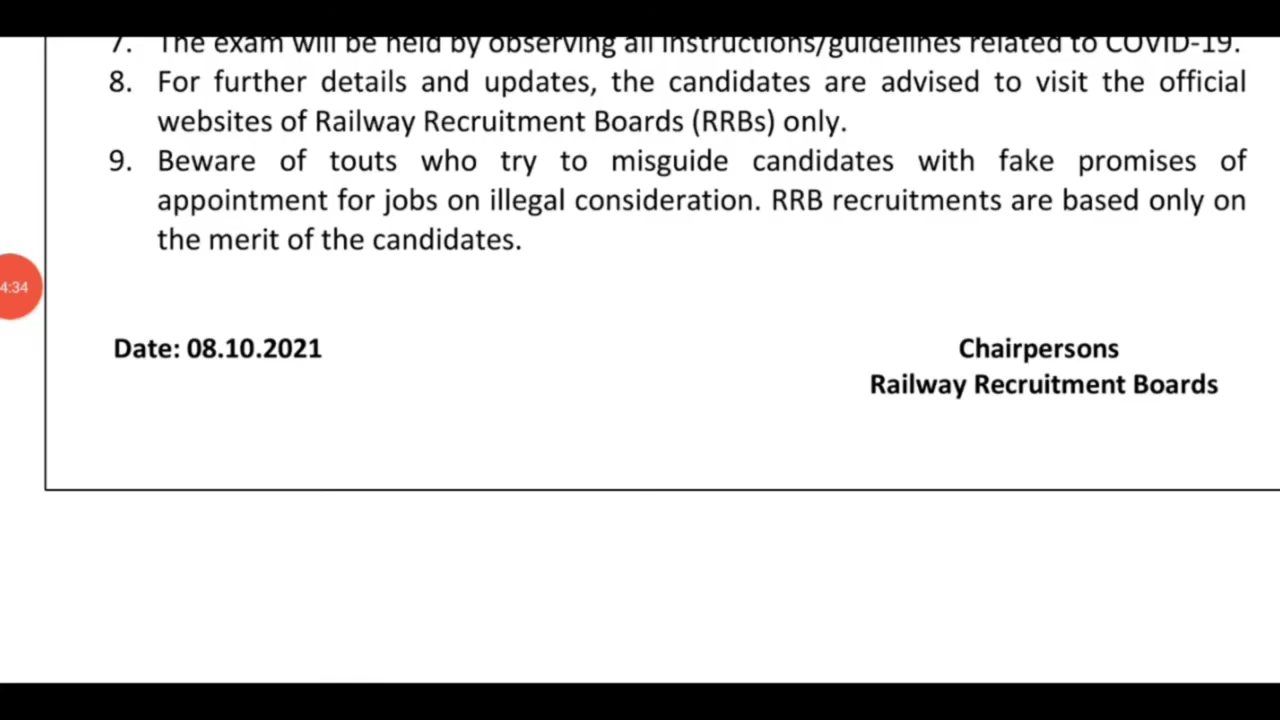 7. The exam will be held by observing all instructions/guidelines related to COVID-19.
8. For further details and updates, the candidates are advised to visit the official
websites of Railway Recruitment Boards (RRBs) only.
9. Beware of touts who try to misguide candidates with fake promises of
appointment for jobs on illegal consideration. RRB recruitments are based only on
the merit of the candidates.
4:34
Date: 08.10.2021
Chairpersons
Railway Recruitment Boards